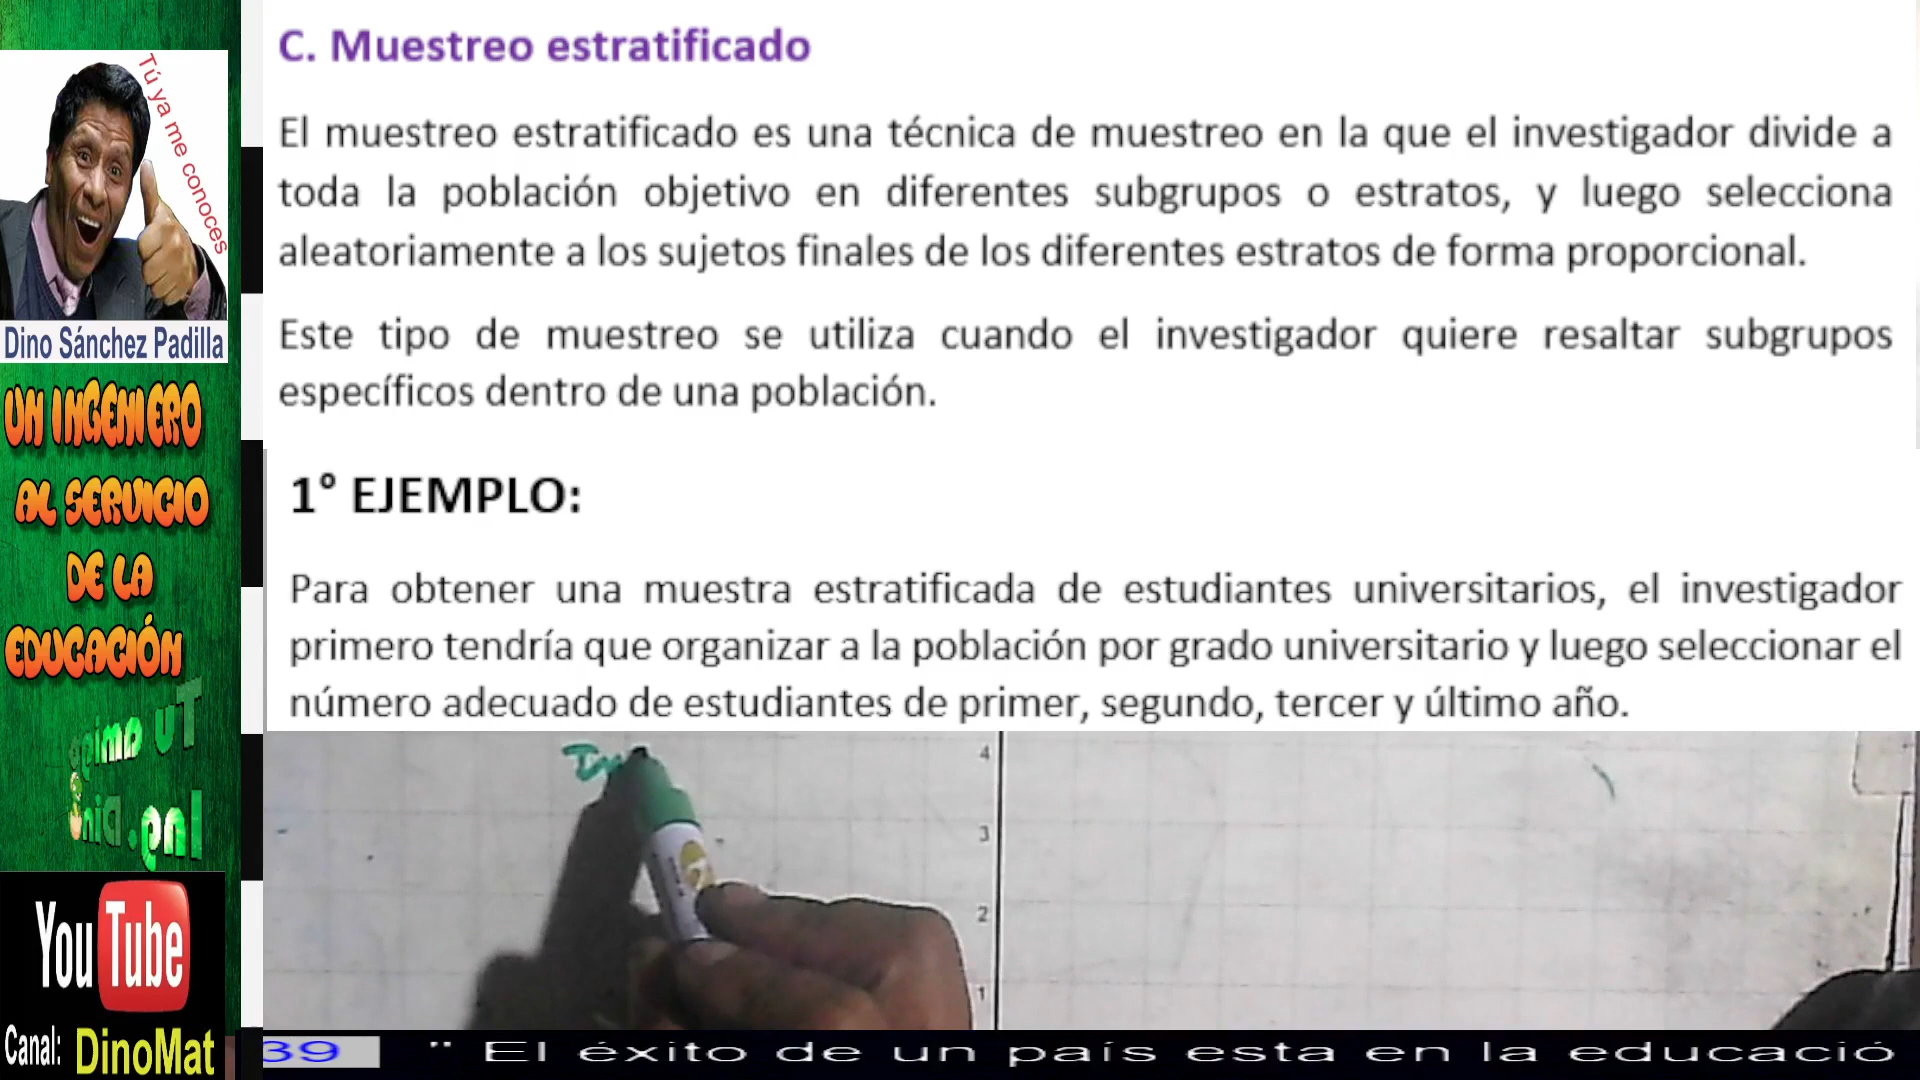 Tú ya me conoces
Dino Sánchez Padilla
UN INGENIERO
AL SERVICIO
DE LA
EDUCACIÓN
Tu amigo
Ing. Dino
YouTube
Canal: DinoMat
C. Muestreo estratificado
El muestreo estratificado es una técnica de muestreo en la que el investigador divide a
toda la población objetivo en diferentes subgrupos o estratos, y luego selecciona
aleatoriamente a los sujetos finales de los diferentes estratos de forma proporcional.
Este tipo de muestreo se utiliza cuando el investigador quiere resaltar subgrupos
específicos dentro de una población.
1° EJEMPLO:
Para obtener una muestra estratificada de estudiantes universitarios, el investigador
primero tendría que organizar a la población por grado universitario y luego seleccionar el
número adecuado de estudiantes de primer, segundo, tercer y último año.
4
3
2
1
39
" El éxito de un país esta en la educació